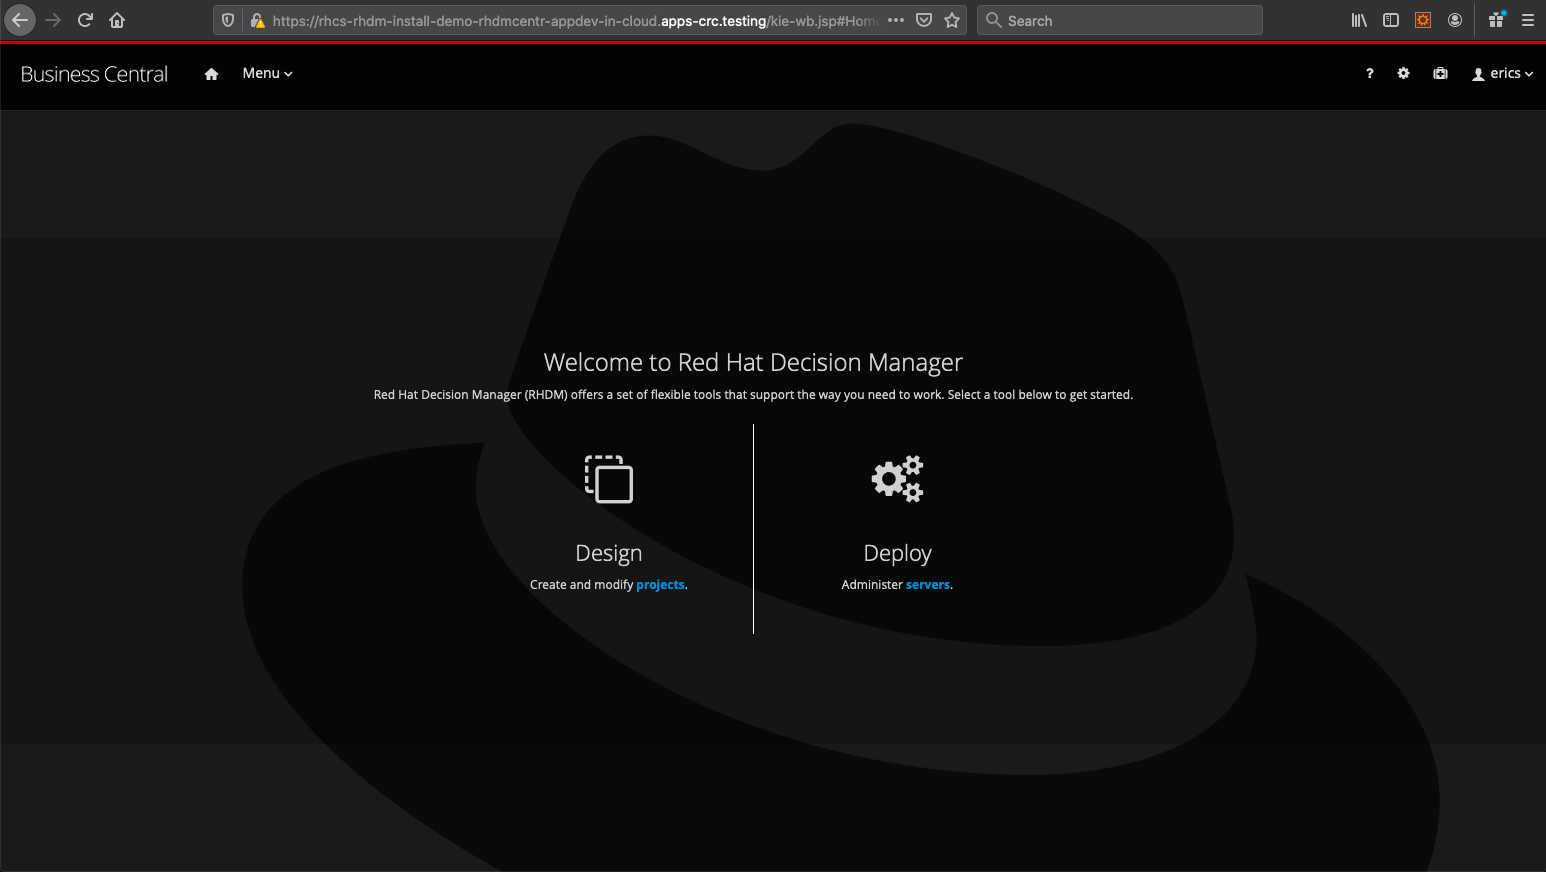 https://rhcs-rhdm-install-demo-rhdmcentr-appdev-in-cloud.apps-crc.testing/kie-wb.jsp#Home
Search
Business Central
Menu
?
erics
Welcome to Red Hat Decision Manager
Red Hat Decision Manager (RHDM) offers a set of flexible tools that support the way you need to work. Select a tool below to get started.
Design
Deploy
Create and modify projects.
Administer servers.